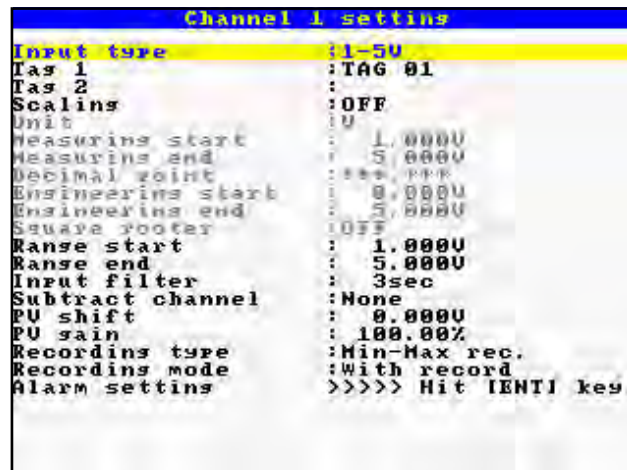 Channel 1 setting
Input type :1-5V
Tag 1 :TAG 01
Tag 2 :
Scaling :OFF
Unit :V
Measuring start : 1.000V
Measuring end : 5.000V
Decimal point :***.***
Engineering start : 0.000V
Engineering end : 5.000V
Square rooter :OFF
Range start : 1.000V
Range end : 5.000V
Input filter : 3sec
Subtract channel :None
PV shift : 0.000V
PV gain : 100.00%
Recording type :Min-Max rec.
Recording mode :With record
Alarm setting >>>>> Hit [ENT] key